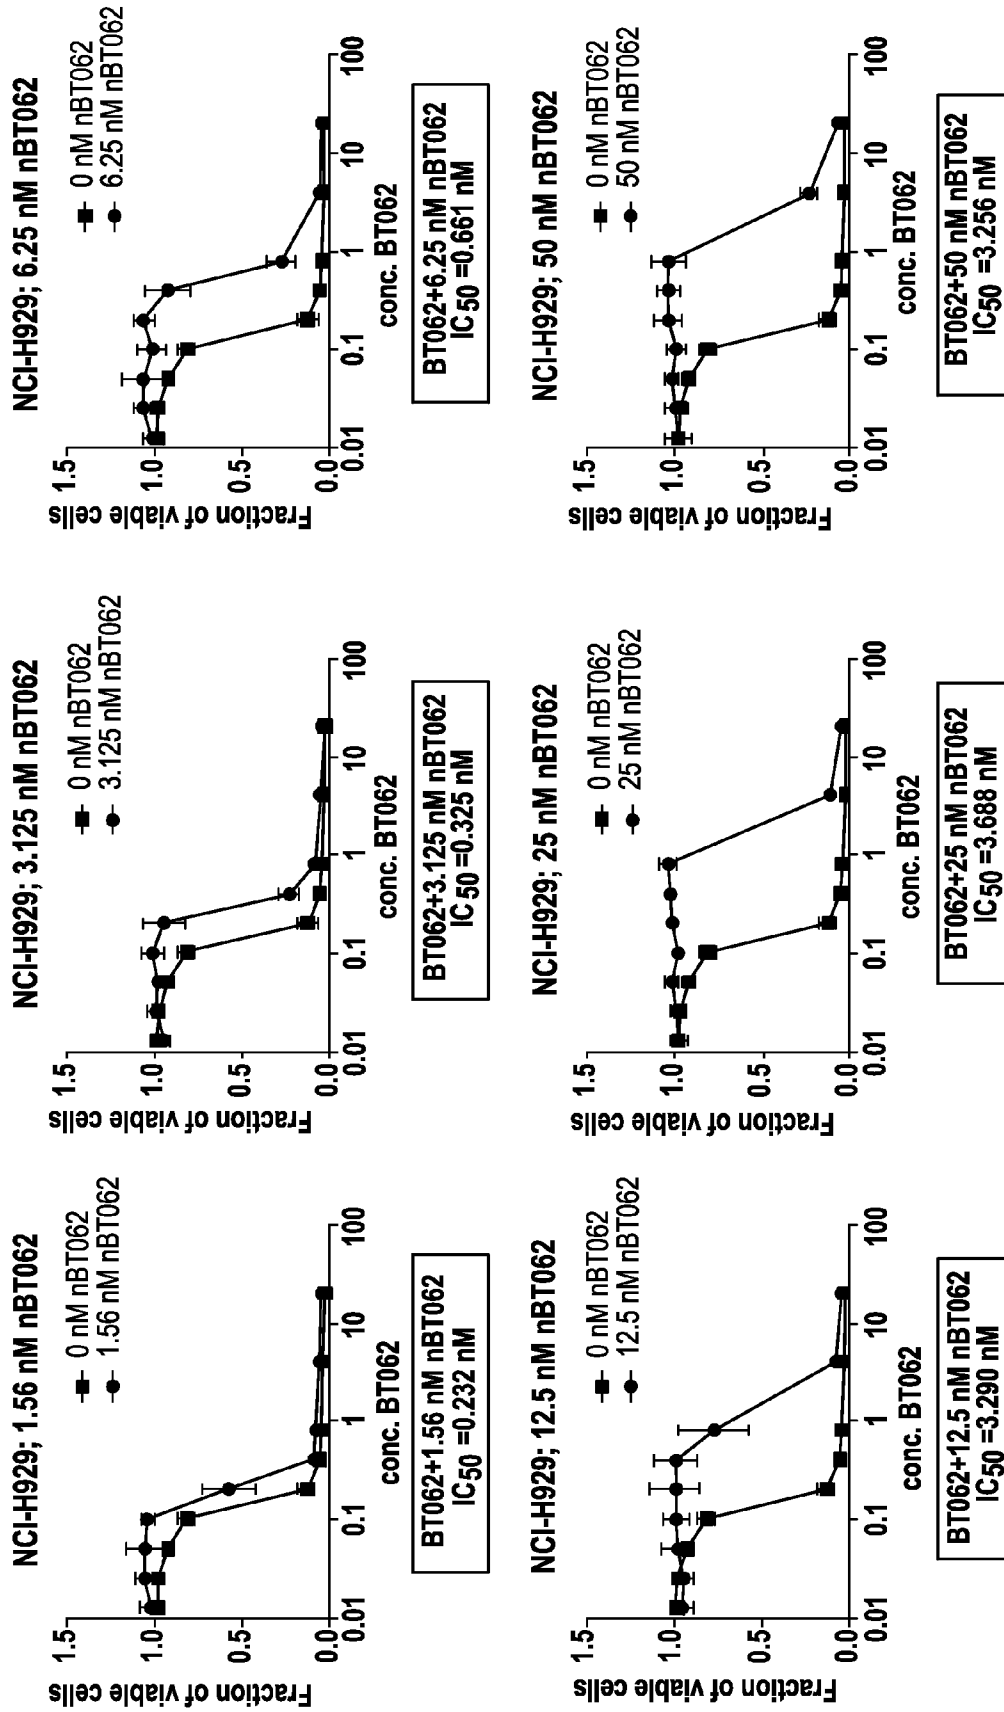 NCI-H929; 1.56 nM nBT062
0 nM nBT062
1.56 nM nBT062
Fraction of viable cells
1.5
1.0
0.5
0.0
0.01
0.1
1
10
100
conc. BT062
BT062+1.56 nM nBT062
IC50 =0.232 nM
NCI-H929; 3.125 nM nBT062
0 nM nBT062
3.125 nM nBT062
Fraction of viable cells
1.5
1.0
0.5
0.0
0.01
0.1
1
10
100
conc. BT062
BT062+3.125 nM nBT062
IC50 =0.325 nM
NCI-H929; 6.25 nM nBT062
0 nM nBT062
6.25 nM nBT062
Fraction of viable cells
1.5
1.0
0.5
0.0
0.01
0.1
1
10
100
conc. BT062
BT062+6.25 nM nBT062
IC50 =0.661 nM
NCI-H929; 12.5 nM nBT062
0 nM nBT062
12.5 nM nBT062
Fraction of viable cells
1.5
1.0
0.5
0.0
0.01
0.1
1
10
100
conc. BT062
BT062+12.5 nM nBT062
IC50 =3.290 nM
NCI-H929; 25 nM nBT062
0 nM nBT062
25 nM nBT062
Fraction of viable cells
1.5
1.0
0.5
0.0
0.01
0.1
1
10
100
conc. BT062
BT062+25 nM nBT062
IC50 =3.688 nM
NCI-H929; 50 nM nBT062
0 nM nBT062
50 nM nBT062
Fraction of viable cells
1.5
1.0
0.5
0.0
0.01
0.1
1
10
100
conc. BT062
BT062+50 nM nBT062
IC50 =3.256 nM